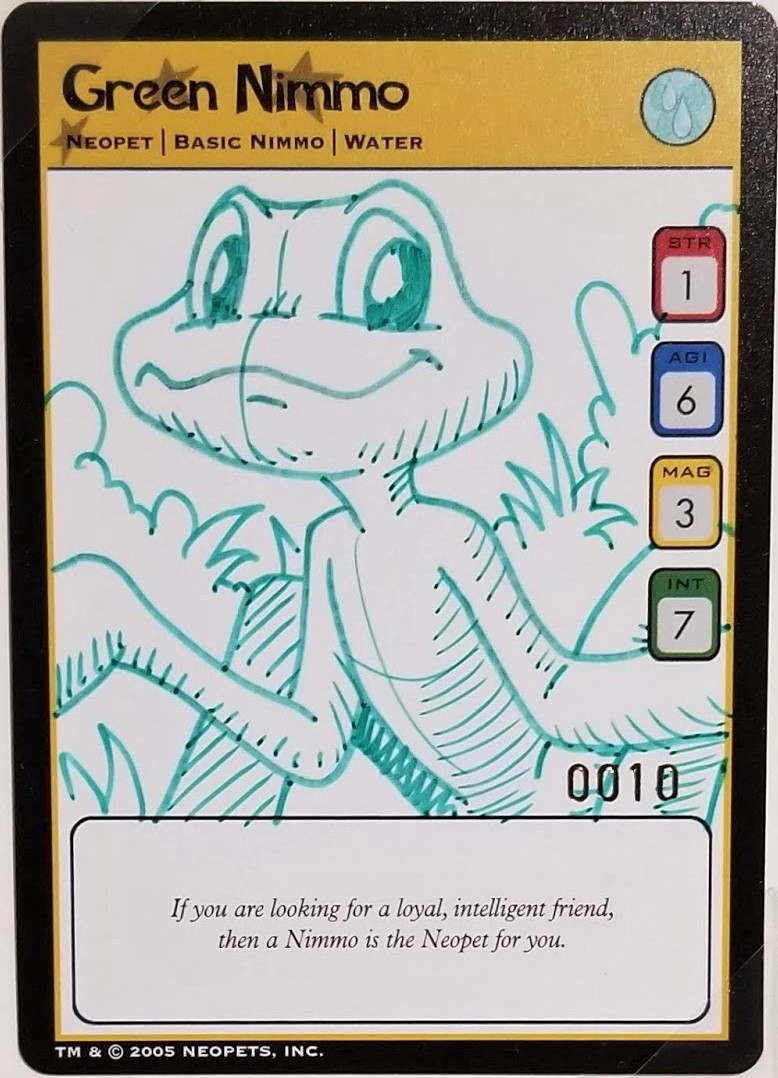 Green Nimmo
NEOPET | BASIC NIMMO | WATER
STR
1
AGI
6
MAG
3
INT
7
0010
If you are looking for a loyal, intelligent friend,
then a Nimmo is the Neopet for you.
TM & © 2005 NEOPETS, INC.